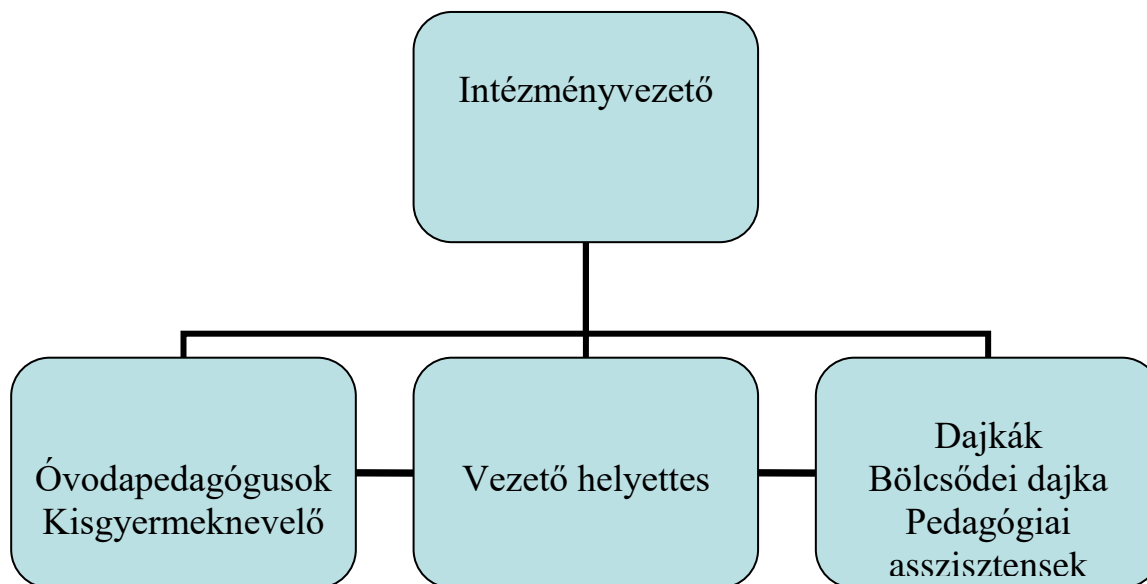 Intézményvezető
Óvodapedagógusok
Kisgyermeknevelő
Vezető helyettes
Dajkák
Bölcsődei dajka
Pedagógiai
asszisztensek